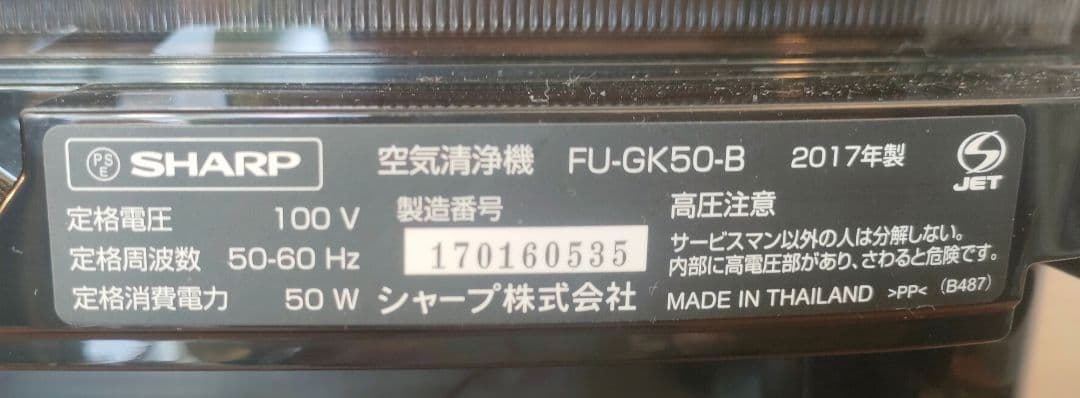 PS E SHARP 空気清浄機 FU-GK50-B 2017年製
JET
定格電圧 100 V
定格周波数 50-60 Hz
定格消費電力 50 W
製造番号
170160535
シャープ株式会社
高圧注意
サービスマン以外の人は分解しない。
内部に高電圧部があり、さわると危険です。
MADE IN THAILAND >PP< (B487)